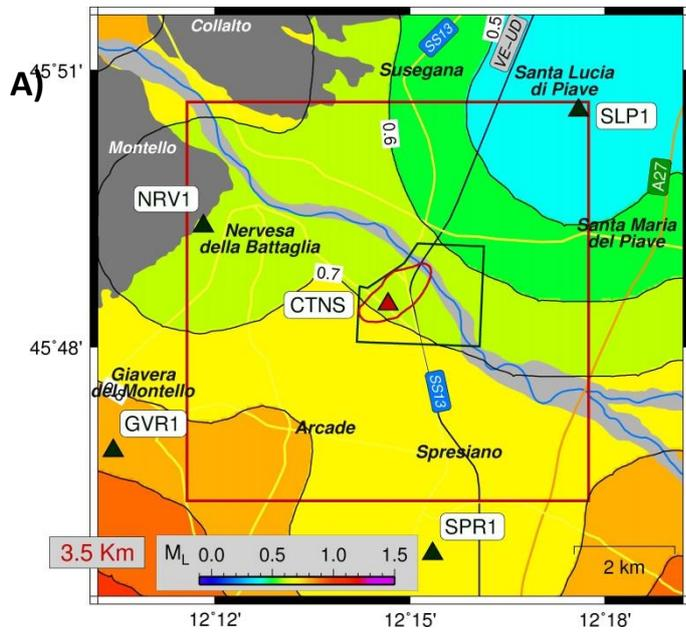 Collalto
SS13
0.5
VE-UD
A)
45°51'
Susegana
Santa Lucia
di Piave
SLP1
0.6
Montello
A27
NRV1
Nervesa
della Battaglia
Santa Maria
del Piave
0.7
CTNS
45°48'
Giavera
del Montello
SS13
GVR1
Arcade
Spresiano
SPR1
3.5 Km
ML 0.0 0.5 1.0 1.5
2 km
12°12' 12°15' 12°18'